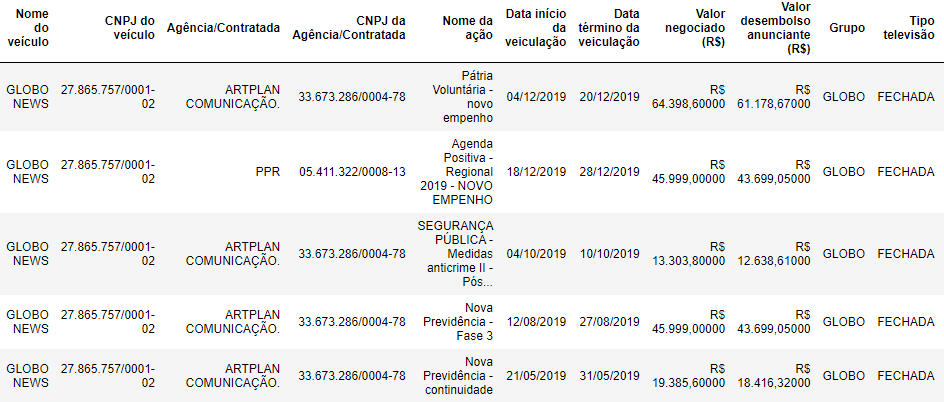 Nome do veículo | CNPJ do veículo | Agência/Contratada | CNPJ da Agência/Contratada | Nome da ação | Data início da veiculação | Data término da veiculação | Valor negociado (R$) | Valor desembolso anunciante (R$) | Grupo | Tipo televisão
GLOBO NEWS | 27.865.757/0001-02 | ARTPLAN COMUNICAÇÃO. | 33.673.286/0004-78 | Pátria Voluntária - novo empenho | 04/12/2019 | 20/12/2019 | R$ 64.398,60000 | R$ 61.178,67000 | GLOBO | FECHADA
GLOBO NEWS | 27.865.757/0001-02 | PPR | 05.411.322/0008-13 | Agenda Positiva - Regional 2019 - NOVO EMPENHO | 18/12/2019 | 28/12/2019 | R$ 45.999,00000 | R$ 43.699,05000 | GLOBO | FECHADA
GLOBO NEWS | 27.865.757/0001-02 | ARTPLAN COMUNICAÇÃO. | 33.673.286/0004-78 | SEGURANÇA PÚBLICA - Medidas anticrime II - Pós... | 04/10/2019 | 10/10/2019 | R$ 13.303,80000 | R$ 12.638,61000 | GLOBO | FECHADA
GLOBO NEWS | 27.865.757/0001-02 | ARTPLAN COMUNICAÇÃO. | 33.673.286/0004-78 | Nova Previdência - Fase 3 | 12/08/2019 | 27/08/2019 | R$ 45.999,00000 | R$ 43.699,05000 | GLOBO | FECHADA
GLOBO NEWS | 27.865.757/0001-02 | ARTPLAN COMUNICAÇÃO. | 33.673.286/0004-78 | Nova Previdência - continuidade | 21/05/2019 | 31/05/2019 | R$ 19.385,60000 | R$ 18.416,32000 | GLOBO | FECHADA